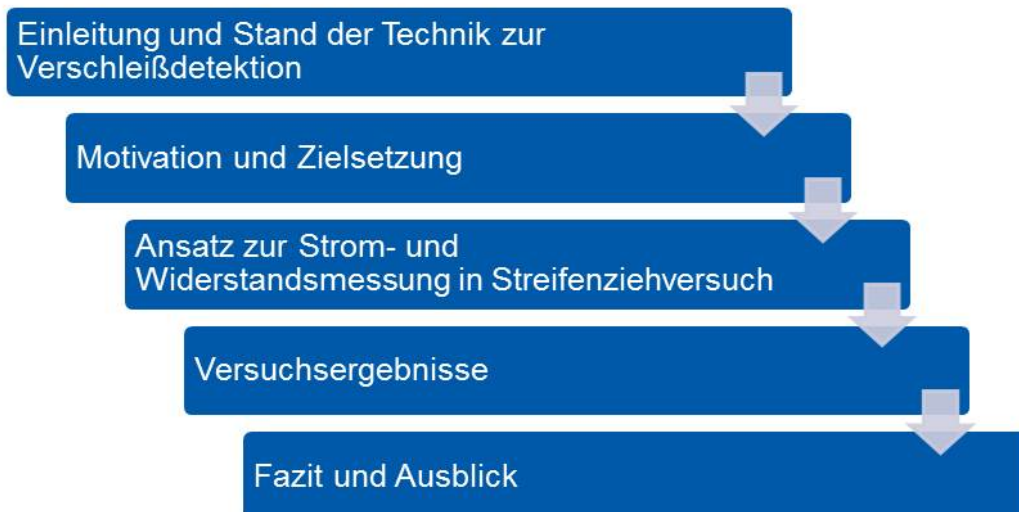 Einleitung und Stand der Technik zur
Verschleißdetektion
Motivation und Zielsetzung
Ansatz zur Strom- und
Widerstandsmessung in Streifenziehversuch
Versuchsergebnisse
Fazit und Ausblick